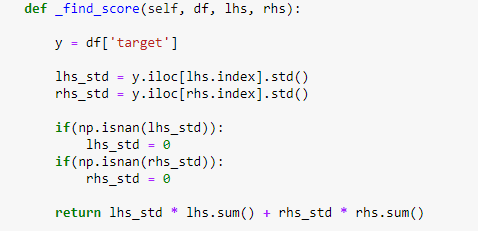 def _find_score(self, df, lhs, rhs):
y = df['target']
lhs_std = y.iloc[lhs.index].std()
rhs_std = y.iloc[rhs.index].std()
if(np.isnan(lhs_std)):
lhs_std = 0
if(np.isnan(rhs_std)):
rhs_std = 0
return lhs_std * lhs.sum() + rhs_std * rhs.sum()